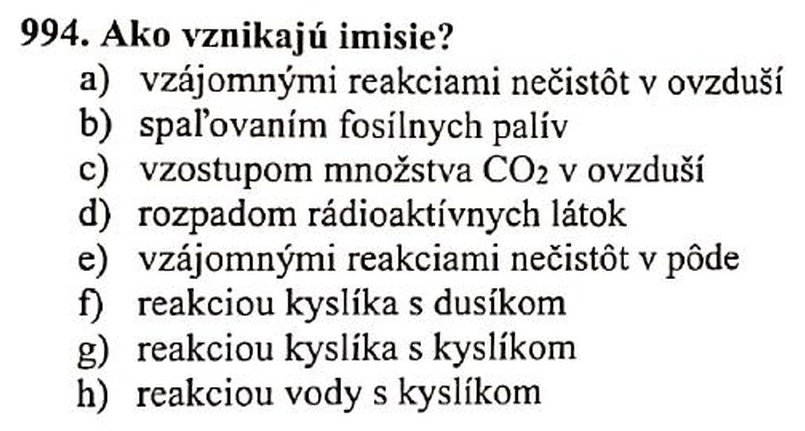 994. Ako vznikajú imisie?
a) vzájomnými reakciami nečistôt v ovzduší
b) spaľovaním fosílnych palív
c) vzostupom množstva CO2 v ovzduší
d) rozpadom rádioaktívnych látok
e) vzájomnými reakciami nečistôt v pôde
f) reakciou kyslíka s dusíkom
g) reakciou kyslíka s kyslíkom
h) reakciou vody s kyslíkom